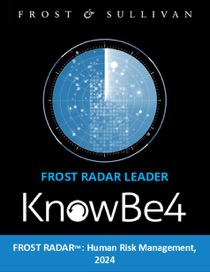 FROST & SULLIVAN
FROST RADAR LEADER
KnowBe4
FROST RADAR™: Human Risk Management,
2024